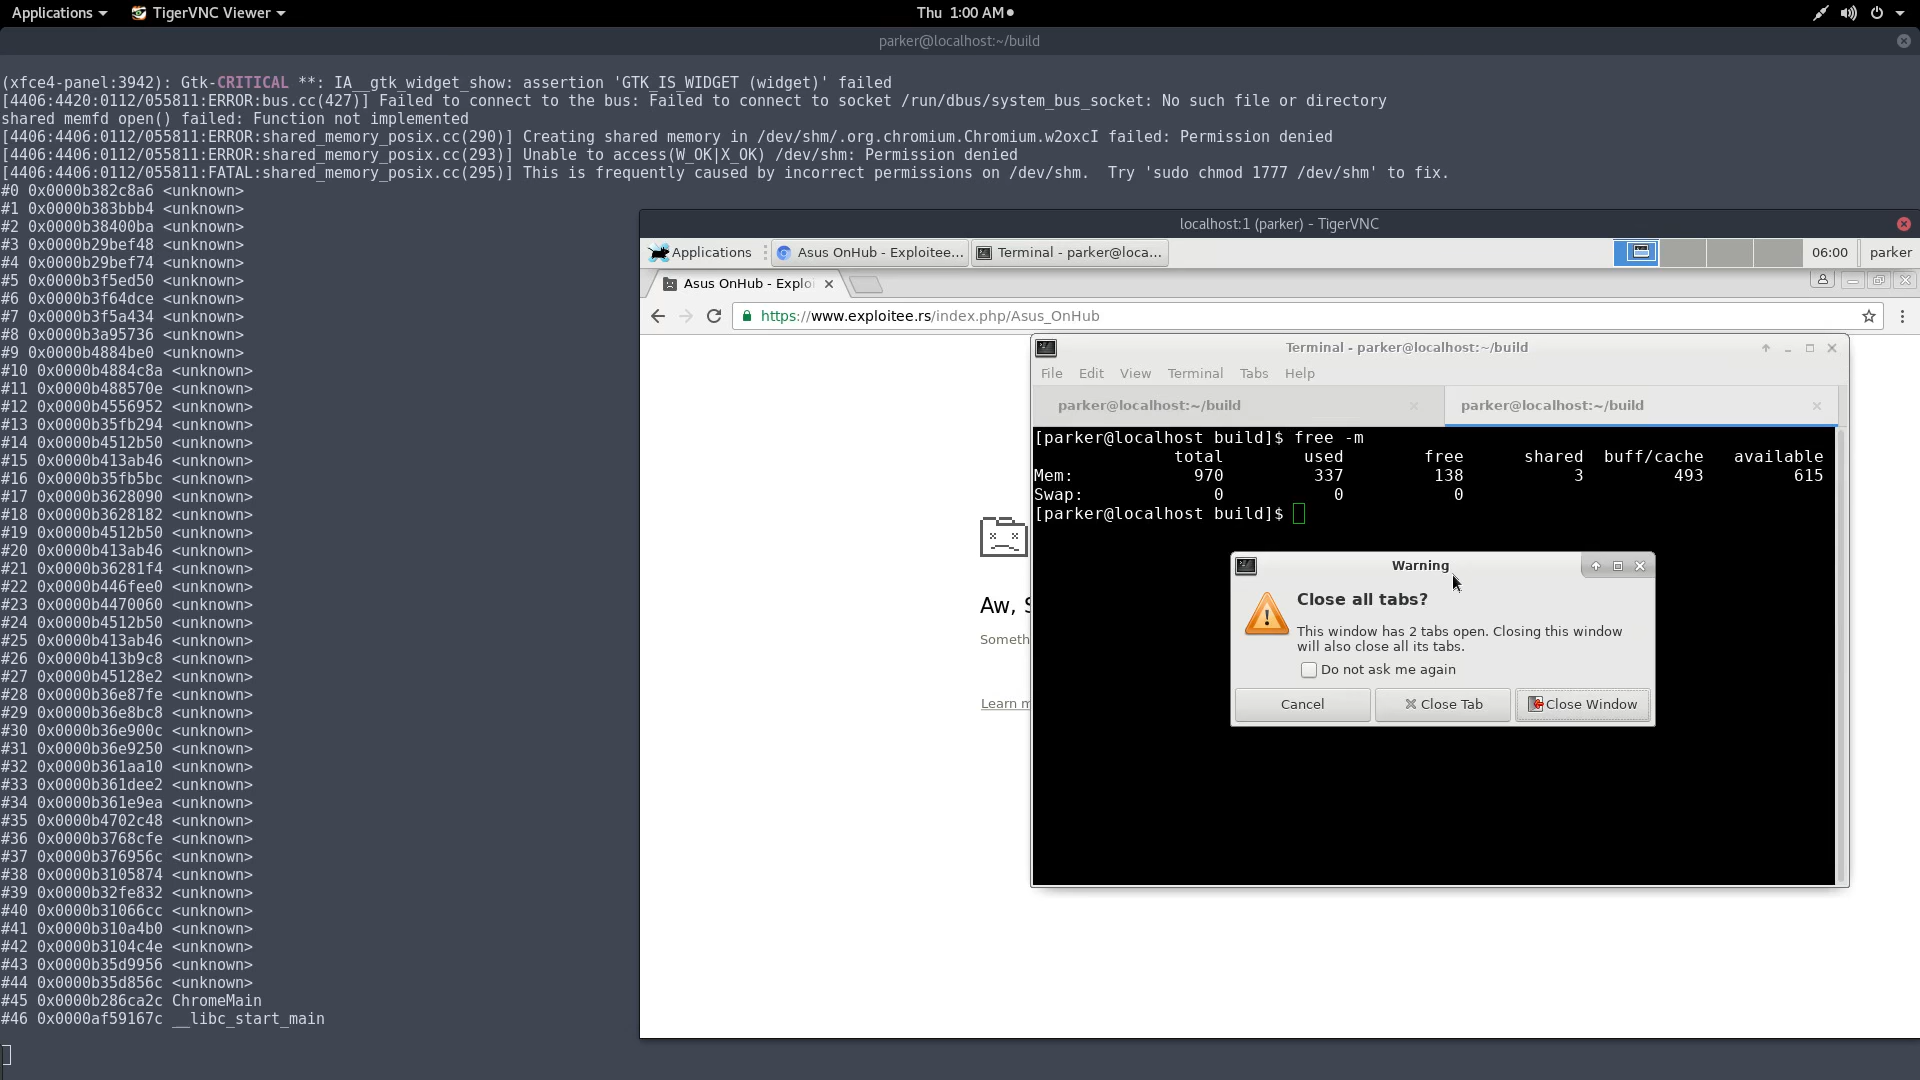 Applications
TigerVNC Viewer
Thu 1:00 AM
parker@localhost:~/build
(xfce4-panel:3942): Gtk-CRITICAL **: IA__gtk_widget_show: assertion 'GTK_IS_WIDGET (widget)' failed
[4406:4420:0112/055811:ERROR:bus.cc(427)] Failed to connect to the bus: Failed to connect to socket /run/dbus/system_bus_socket: No such file or directory
shared memfd open() failed: Function not implemented
[4406:4406:0112/055811:ERROR:shared_memory_posix.cc(290)] Creating shared memory in /dev/shm/.org.chromium.Chromium.w2oxcI failed: Permission denied
[4406:4406:0112/055811:ERROR:shared_memory_posix.cc(293)] Unable to access(W_OK|X_OK) /dev/shm: Permission denied
[4406:4406:0112/055811:FATAL:shared_memory_posix.cc(295)] This is frequently caused by incorrect permissions on /dev/shm.  Try 'sudo chmod 1777 /dev/shm' to fix.
#0 0x0000b382c8a6 <unknown>
#1 0x0000b383bbb4 <unknown>
#2 0x0000b38400ba <unknown>
#3 0x0000b29bef48 <unknown>
#4 0x0000b29bef74 <unknown>
#5 0x0000b3f5ed50 <unknown>
#6 0x0000b3f64dce <unknown>
#7 0x0000b3f5a434 <unknown>
#8 0x0000b3a95736 <unknown>
#9 0x0000b4884be0 <unknown>
#10 0x0000b4884c8a <unknown>
#11 0x0000b488570e <unknown>
#12 0x0000b4556952 <unknown>
#13 0x0000b35fb294 <unknown>
#14 0x0000b4512b50 <unknown>
#15 0x0000b413ab46 <unknown>
#16 0x0000b35fb5bc <unknown>
#17 0x0000b3628090 <unknown>
#18 0x0000b3628182 <unknown>
#19 0x0000b4512b50 <unknown>
#20 0x0000b413ab46 <unknown>
#21 0x0000b36281f4 <unknown>
#22 0x0000b446fee0 <unknown>
#23 0x0000b4470060 <unknown>
#24 0x0000b4512b50 <unknown>
#25 0x0000b413ab46 <unknown>
#26 0x0000b413b9c8 <unknown>
#27 0x0000b45128e2 <unknown>
#28 0x0000b36e87fe <unknown>
#29 0x0000b36e8bc8 <unknown>
#30 0x0000b36e900c <unknown>
#31 0x0000b36e9250 <unknown>
#32 0x0000b361aa10 <unknown>
#33 0x0000b361dee2 <unknown>
#34 0x0000b361e9ea <unknown>
#35 0x0000b4702c48 <unknown>
#36 0x0000b3768cfe <unknown>
#37 0x0000b376956c <unknown>
#38 0x0000b3105874 <unknown>
#39 0x0000b32fe832 <unknown>
#40 0x0000b31066cc <unknown>
#41 0x0000b310a4b0 <unknown>
#42 0x0000b3104c4e <unknown>
#43 0x0000b35d9956 <unknown>
#44 0x0000b35d856c <unknown>
#45 0x0000b286ca2c ChromeMain
#46 0x0000af59167c __libc_start_main
localhost:1 (parker) - TigerVNC
Applications
Asus OnHub - Exploitee...
Terminal - parker@loca...
06:00
parker
Asus OnHub - Exploi
https://www.exploitee.rs/index.php/Asus_OnHub
Aw,
Someth
Learn
Terminal - parker@localhost:~/build
File Edit View Terminal Tabs Help
parker@localhost:~/build
parker@localhost:~/build
[parker@localhost build]$ free -m
total used free shared buff/cache available
Mem: 970 337 138 3 493 615
Swap: 0 0 0
[parker@localhost build]$
Warning
Close all tabs?
This window has 2 tabs open. Closing this window
will also close all its tabs.
Do not ask me again
Cancel
Close Tab
Close Window